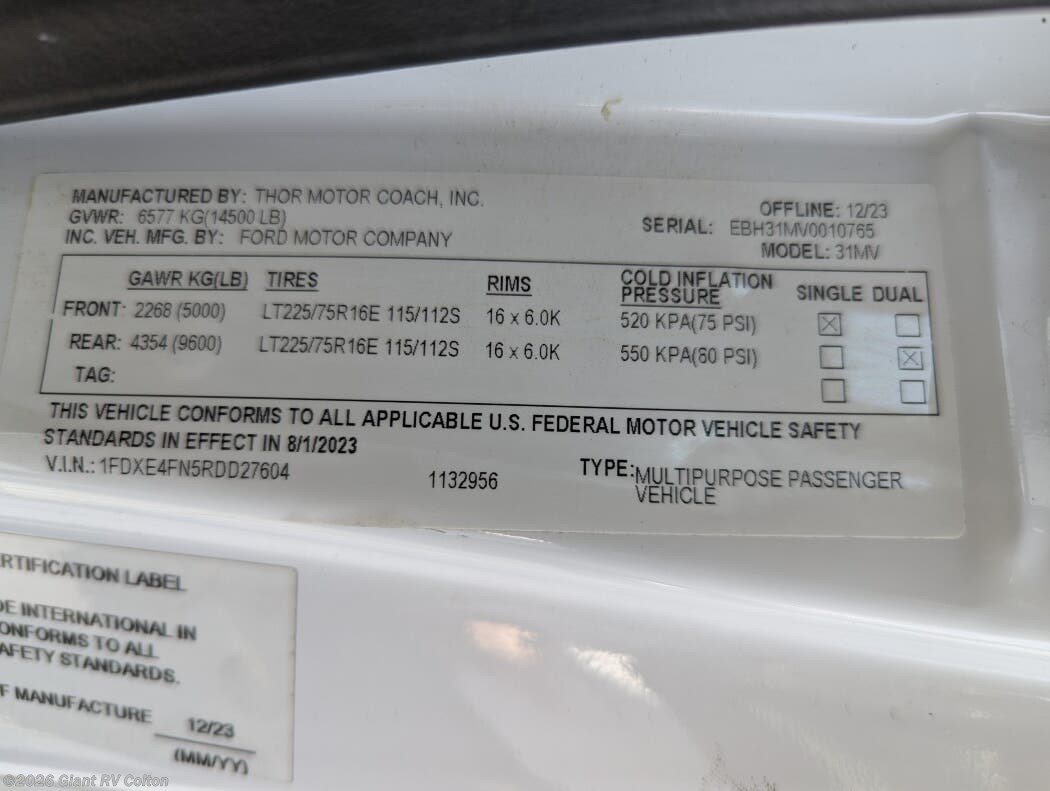 MANUFACTURED BY: THOR MOTOR COACH, INC.
GVWR: 6577 KG(14500 LB)
INC. VEH. MFG. BY: FORD MOTOR COMPANY
OFFLINE: 12/23
SERIAL: EBH31MV0010765
MODEL: 31MV
GAWR KG(LB) TIRES RIMS COLD INFLATION PRESSURE SINGLE DUAL
FRONT: 2268 (5000) LT225/75R16E 115/112S 16 x 6.0K 520 KPA(75 PSI)
REAR: 4354 (9600) LT225/75R16E 115/112S 16 x 6.0K 550 KPA(80 PSI)
TAG:
THIS VEHICLE CONFORMS TO ALL APPLICABLE U.S. FEDERAL MOTOR VEHICLE SAFETY
STANDARDS IN EFFECT IN 8/1/2023
V.I.N.: 1FDXE4FN5RDD27604 1132956 TYPE: MULTIPURPOSE PASSENGER
VEHICLE
RTIFICATION LABEL
DE INTERNATIONAL IN
ONFORMS TO ALL
AFETY STANDARDS.
F MANUFACTURE 12/23
(MM/YY)
©2026 Giant RV Colton